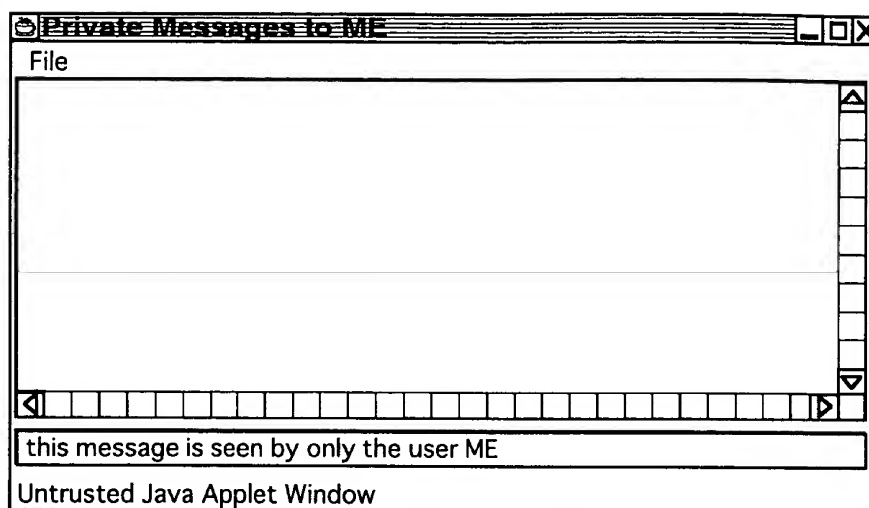 Private Messages to ME
File
this message is seen by only the user ME
Untrusted Java Applet Window